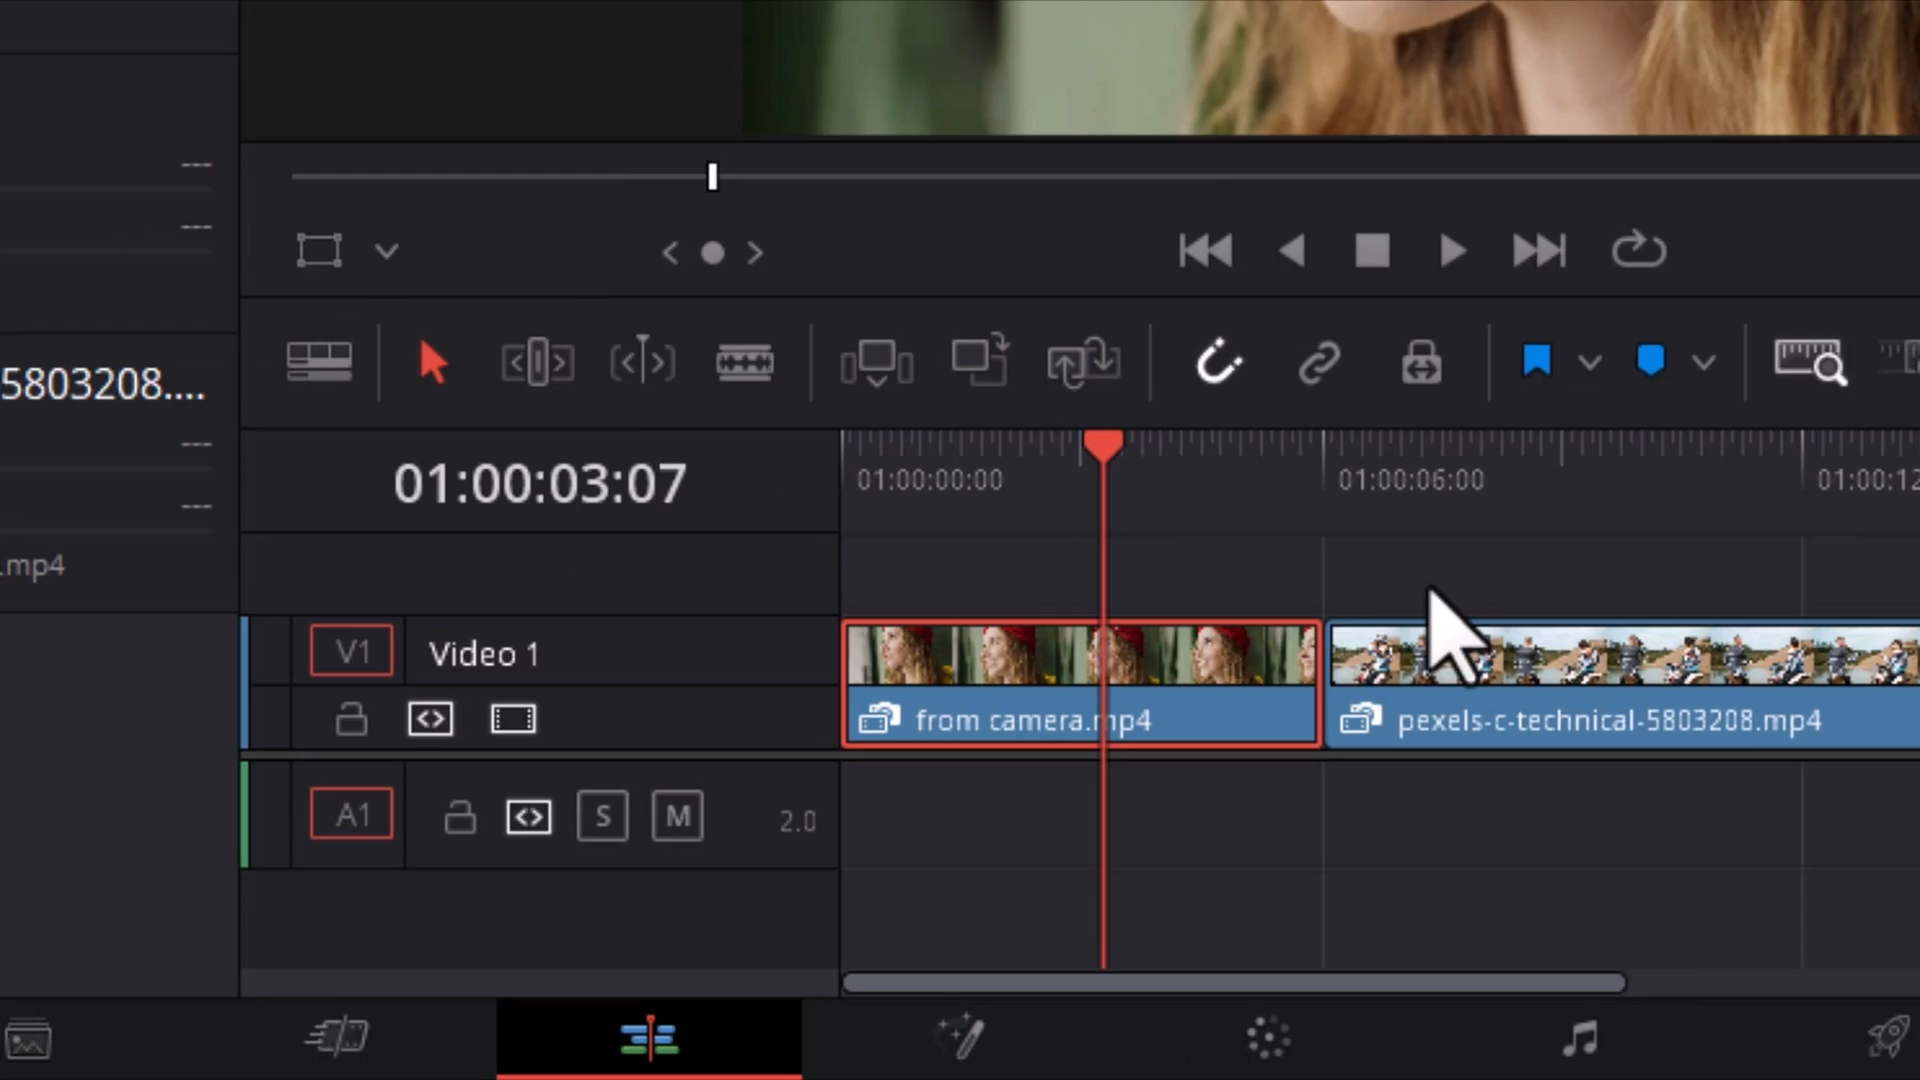 ---
---
5803208....
---
---
.mp4
01:00:03:07
01:00:00:00
01:00:06:00
01:00:12
V1
Video 1
from camera.mp4
pexels-c-technical-5803208.mp4
A1
S
M
2.0